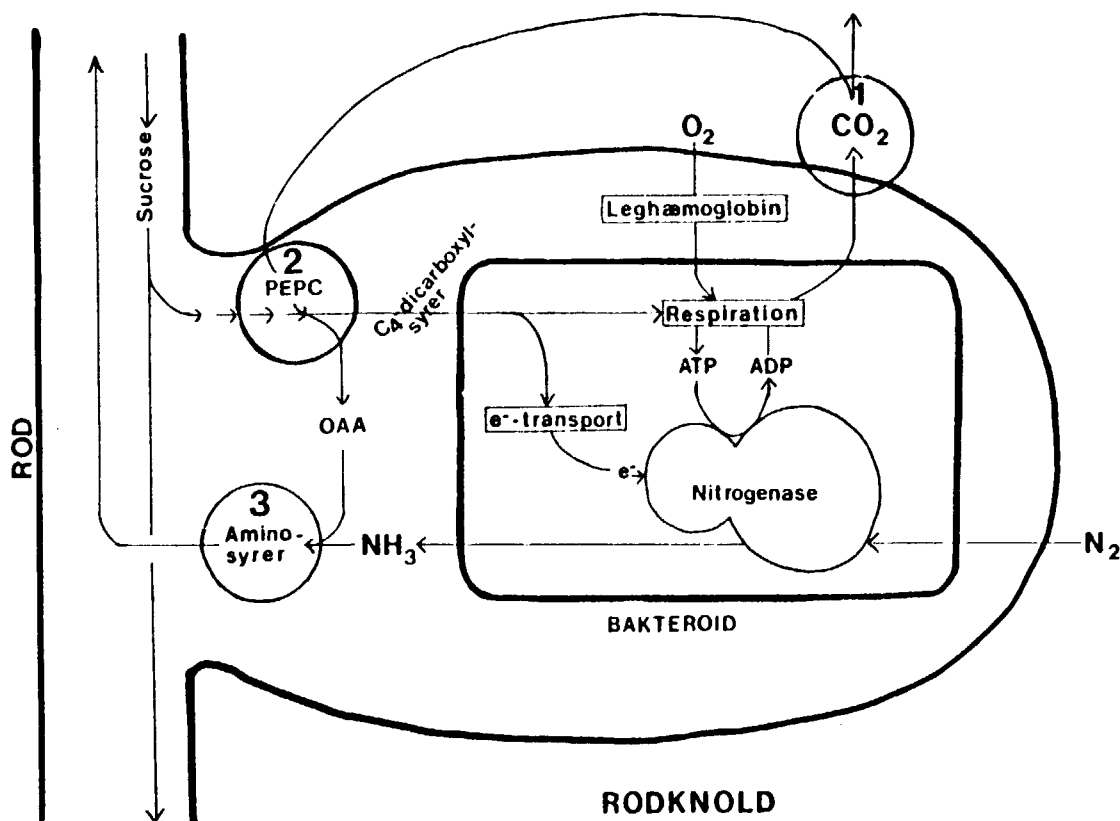 1
CO₂
O₂
Sucrose
Leghæmoglobin
2
PEPC
C₄-dicarboxyl-
syrer
Respiration
ATP
ADP
ROD
OAA
e⁻-transport
e⁻
Nitrogenase
3
Amino-
syrer
NH₃
N₂
BAKTEROID
RODKNOLD